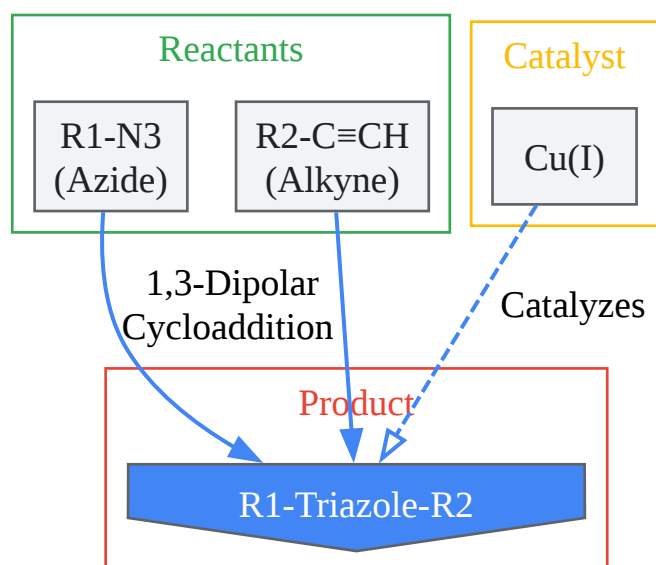 Reactants
Catalyst
R1-N3
(Azide)
R2-C≡CH
(Alkyne)
Cu(I)
1,3-Dipolar
Cycloaddition
Catalyzes
Product
R1-Triazole-R2